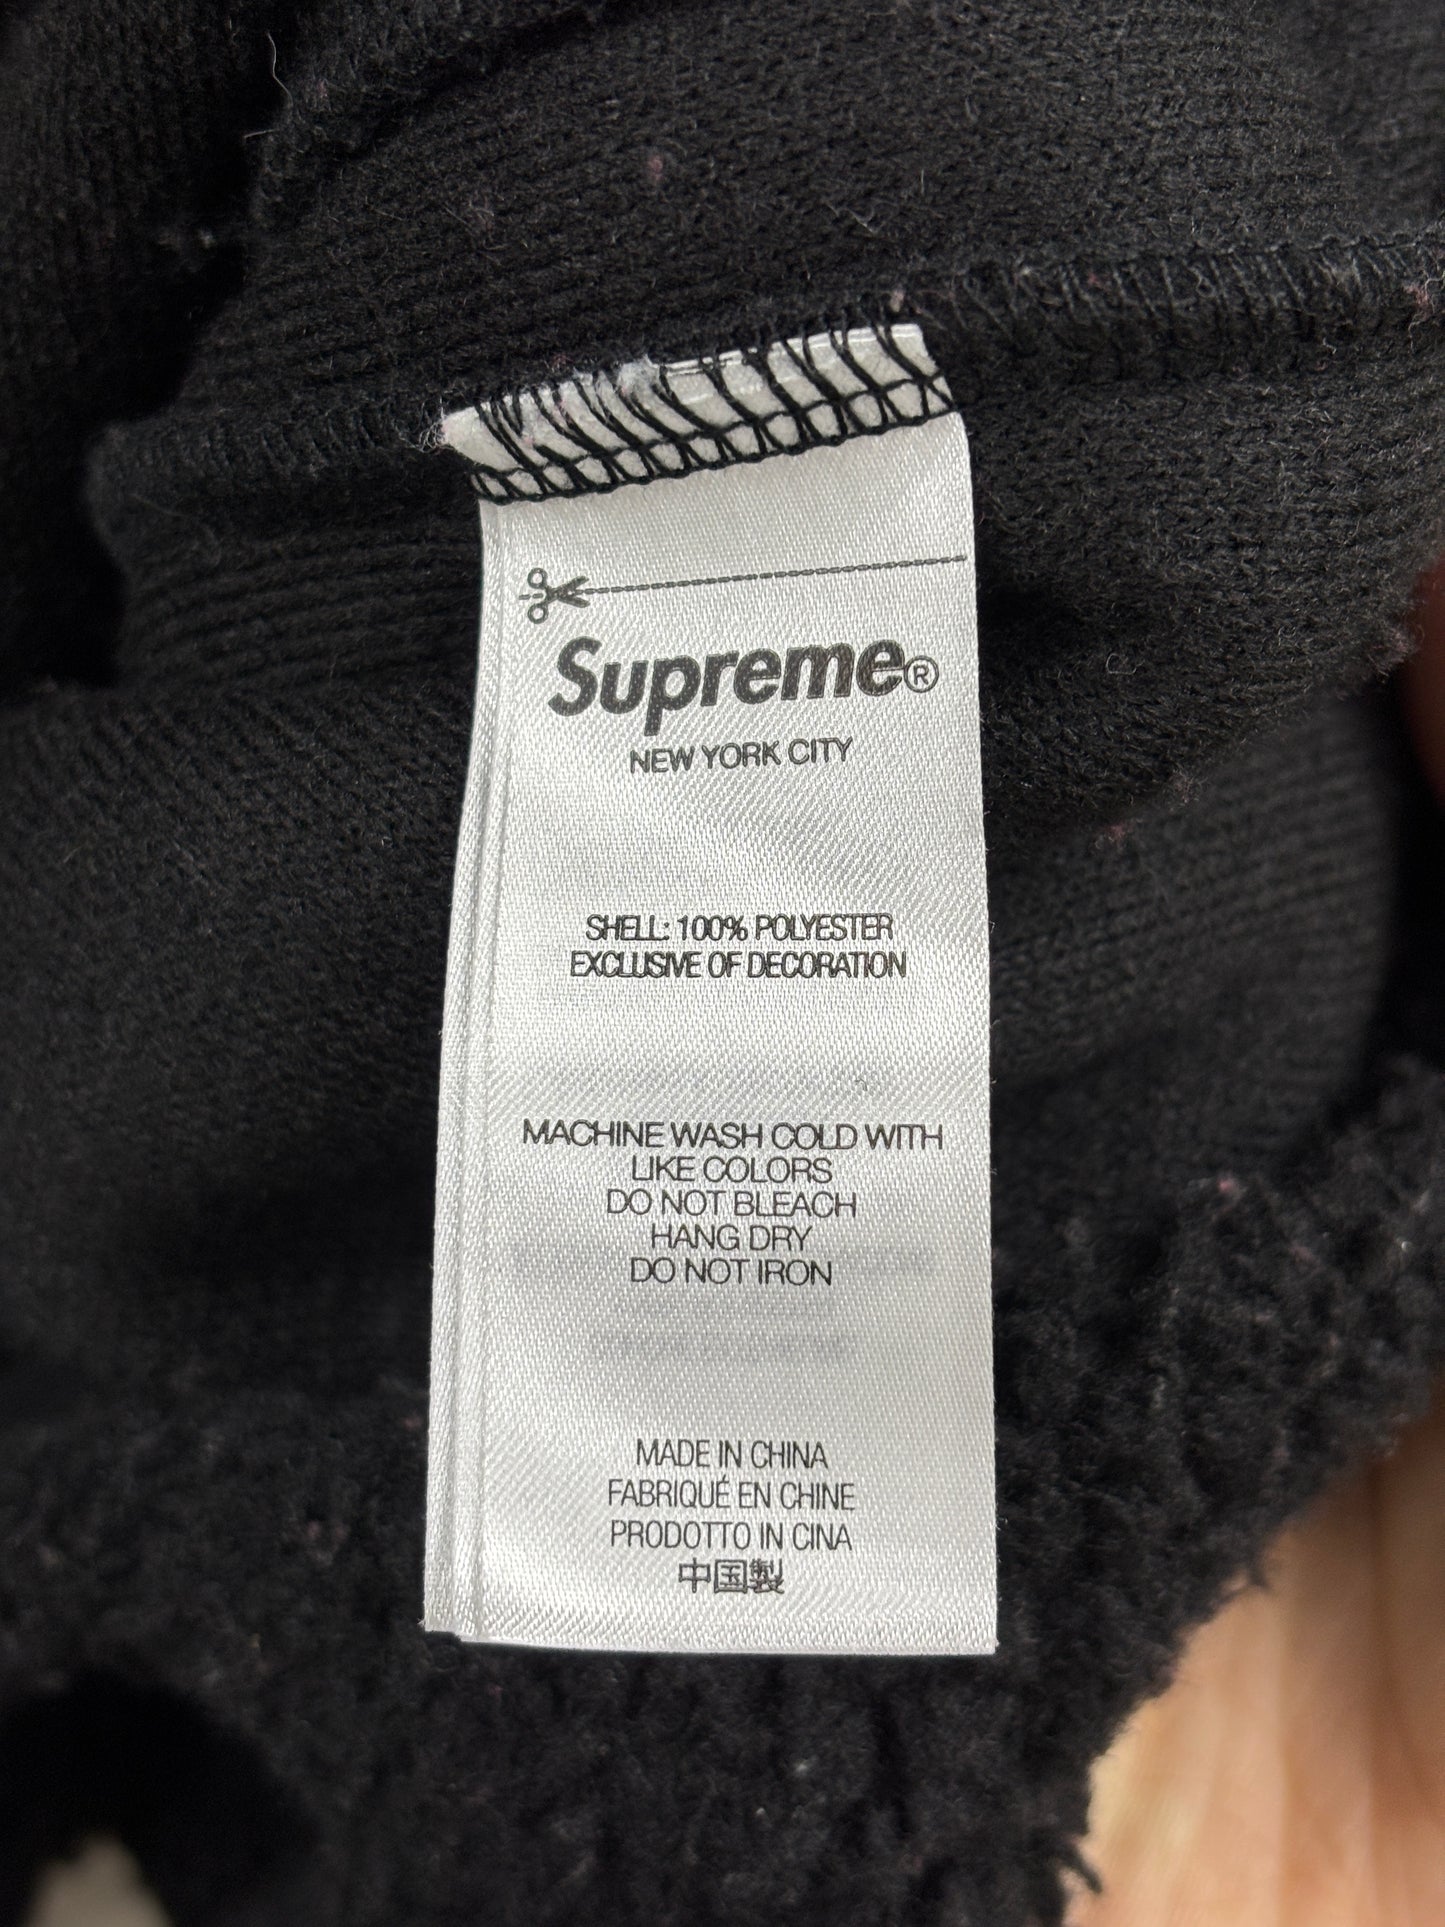 Supreme®
NEW YORK CITY
SHELL: 100% POLYESTER
EXCLUSIVE OF DECORATION
MACHINE WASH COLD WITH
LIKE COLORS
DO NOT BLEACH
HANG DRY
DO NOT IRON
MADE IN CHINA
FABRIQUÉ EN CHINE
PRODOTTO IN CINA
中国製